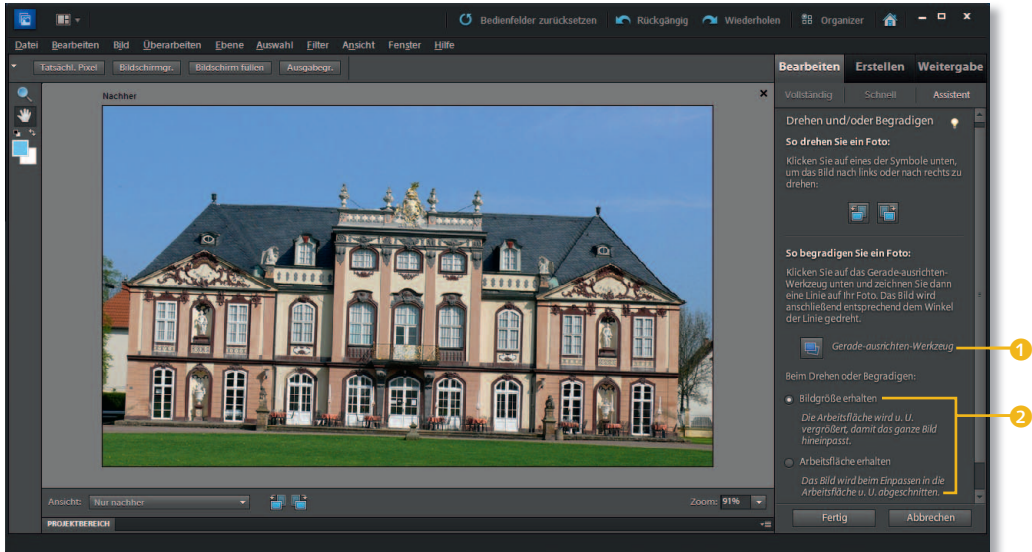 Bedienfelder zurücksetzen Rückgängig Wiederholen Organizer
Datei Bearbeiten Bild Überarbeiten Ebene Auswahl Filter Ansicht Fenster Hilfe
Tatsächl. Pixel Bildschirmgr. Bildschirm füllen Ausgabegr.
Bearbeiten Erstellen Weitergabe
Vollständig Schnell Assistent
Nachher
Drehen und/oder Begradigen
So drehen Sie ein Foto:
Klicken Sie auf eines der Symbole unten,
um das Bild nach links oder nach rechts zu
drehen:
So begradigen Sie ein Foto:
Klicken Sie auf das Gerade-ausrichten-
Werkzeug unten und zeichnen Sie dann
eine Linie auf Ihr Foto. Das Bild wird
anschließend entsprechend dem Winkel
der Linie gedreht.
Gerade-ausrichten-Werkzeug
1
Beim Drehen oder Begradigen:
Bildgröße erhalten
2
Die Arbeitsfläche wird u. U.
vergrößert, damit das ganze Bild
hineinpasst.
Arbeitsfläche erhalten
Das Bild wird beim Einpassen in die
Arbeitsfläche u. U. abgeschnitten.
Ansicht: Nur nachher Zoom: 91%
Fertig Abbrechen
PROJEKTBEREICH